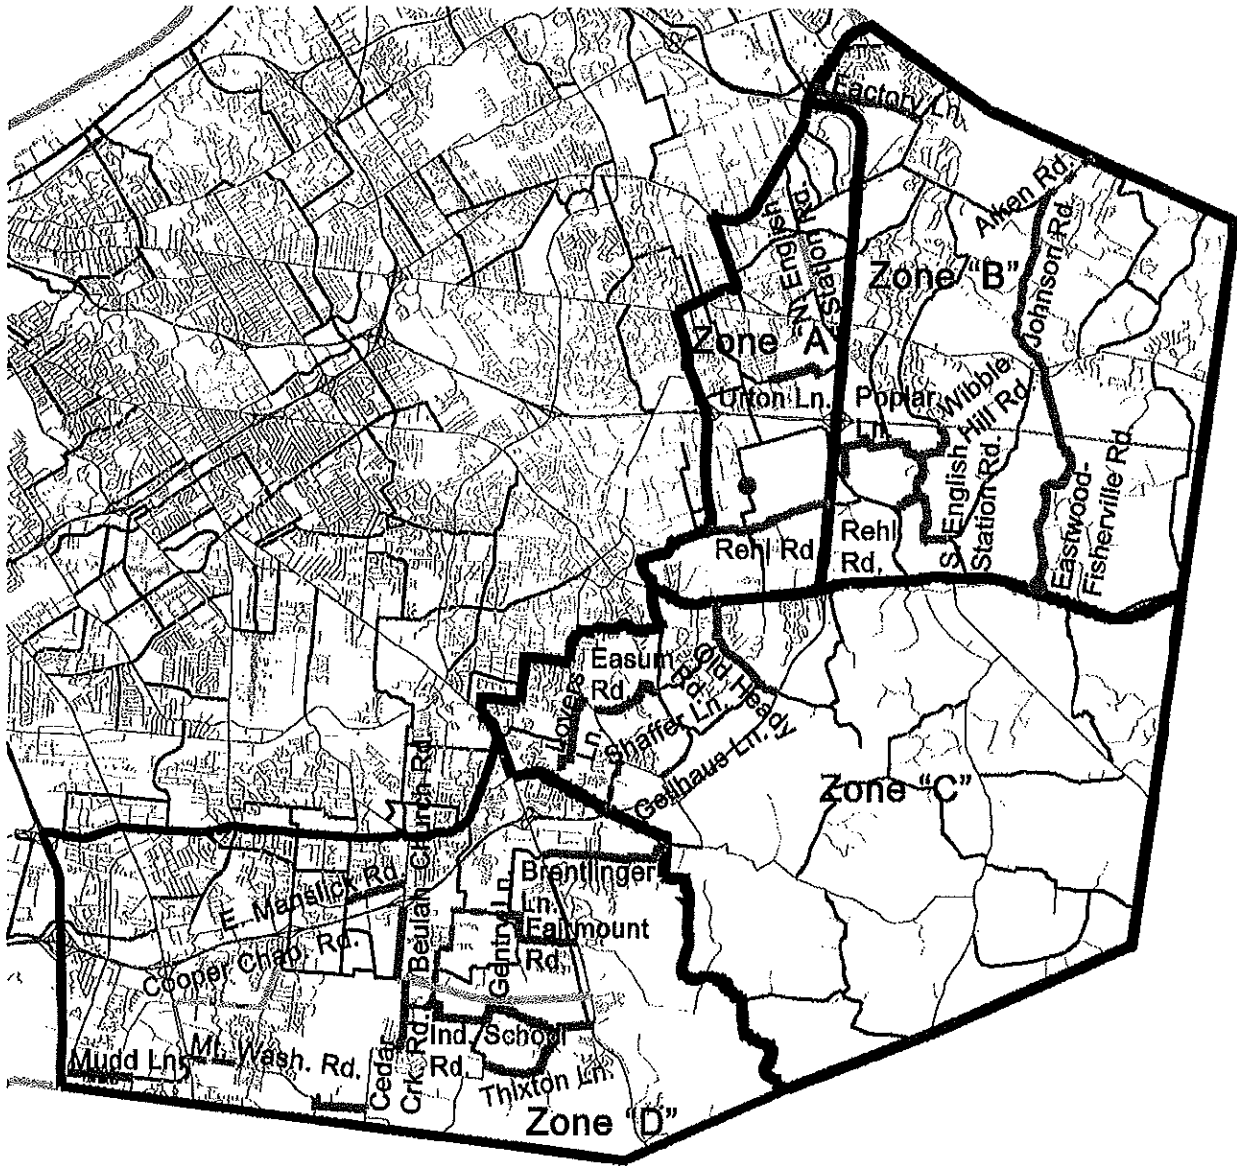 Factory Ln.
Aiken Rd.
Johnson Rd.
N. English
Station Rd.
Zone "B"
Zone "A"
Urton Ln.
Poplar
Ln.
Wibble
Hill Rd.
S. English
Station Rd.
Eastwood-
Fisherville Rd.
Rehl Rd.
Rehl
Rd.
Easum
Rd.
Old Heady
Rd.
Lovers
Ln.
Shaffer Ln.
Gellhaus Ln.
Zone "C"
Beulah Church Rd.
E. Manslick Rd.
Cooper Chap. Rd.
Brentlinger
Ln.
Gentry Ln.
Fairmount
Rd.
Mudd Ln.
Mt. Wash. Rd.
Cedar
Crk. Rd.
Ind. School
Rd.
Thixton Ln.
Zone "D"